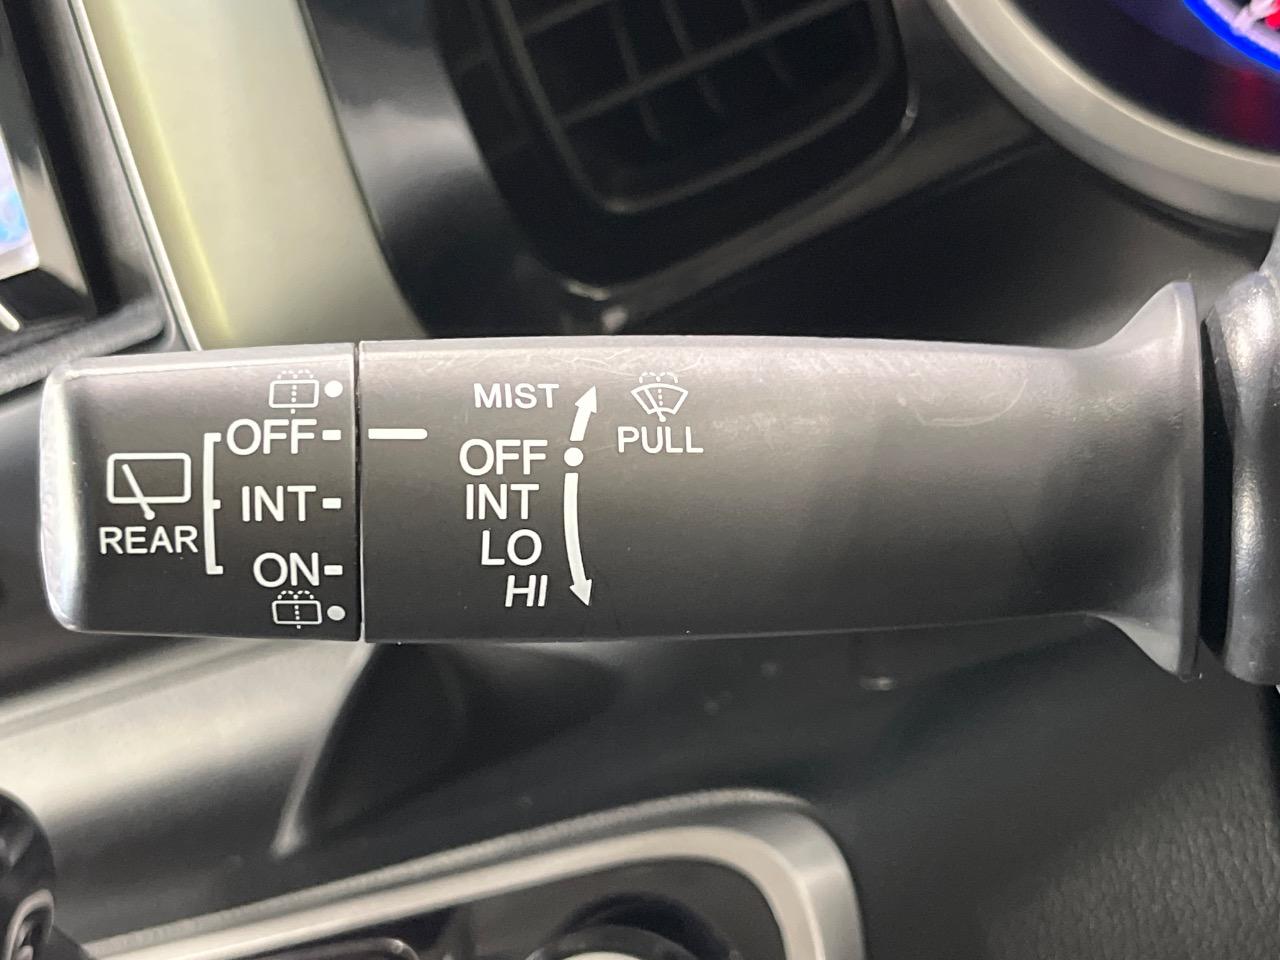 MIST
PULL
OFF
OFF
INT
INT
REAR
LO
ON
HI